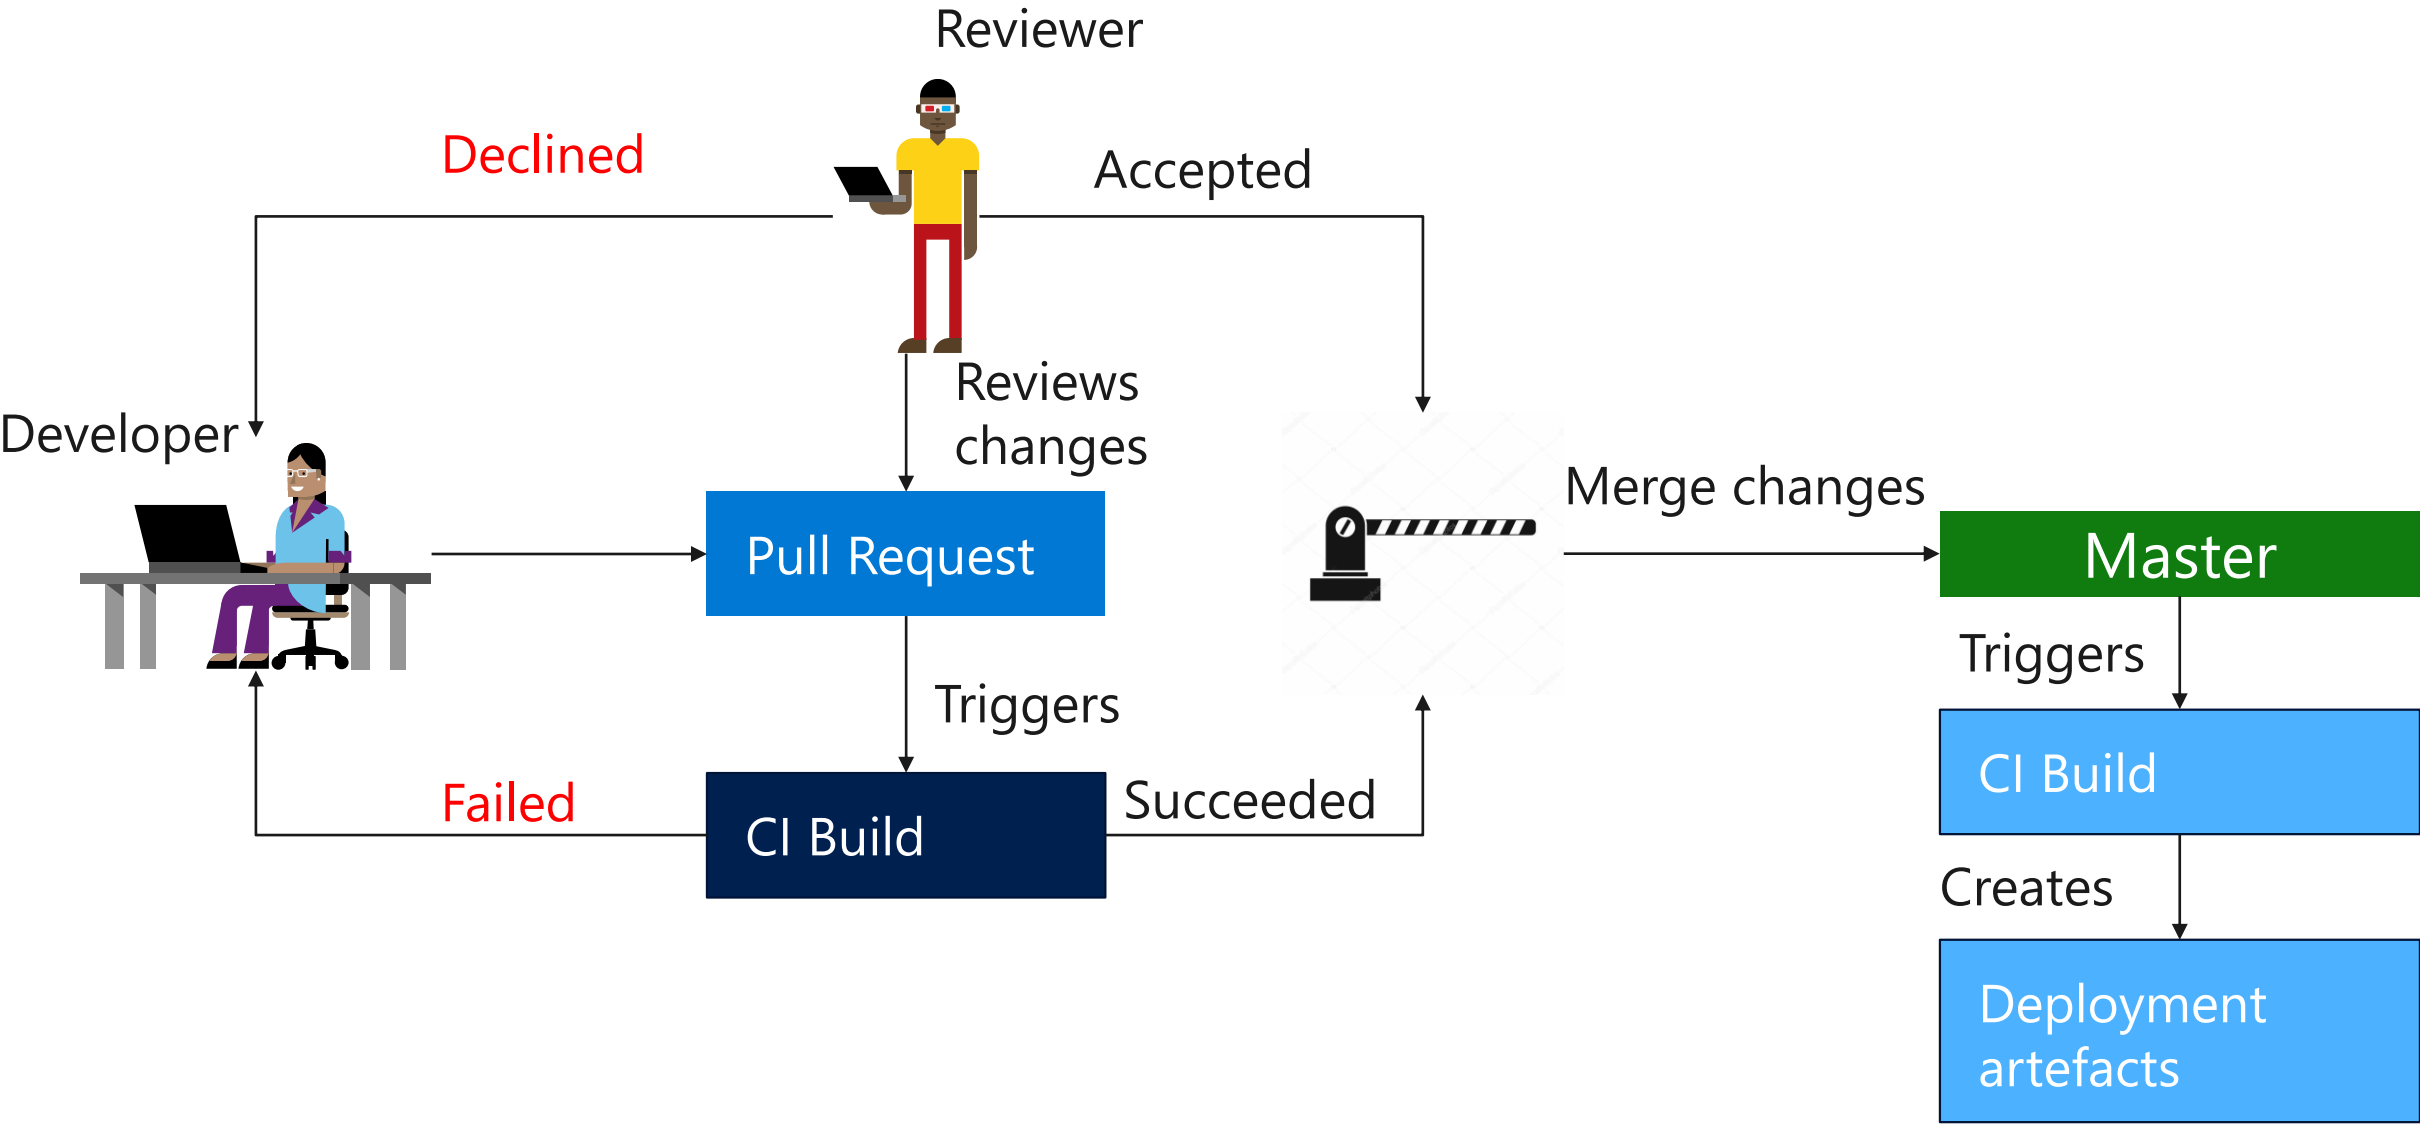 Reviewer
Declined
Accepted
Reviews
changes
Developer
Merge changes
Pull Request
Master
Triggers
Triggers
CI Build
Failed
Succeeded
CI Build
Creates
Deployment
artefacts